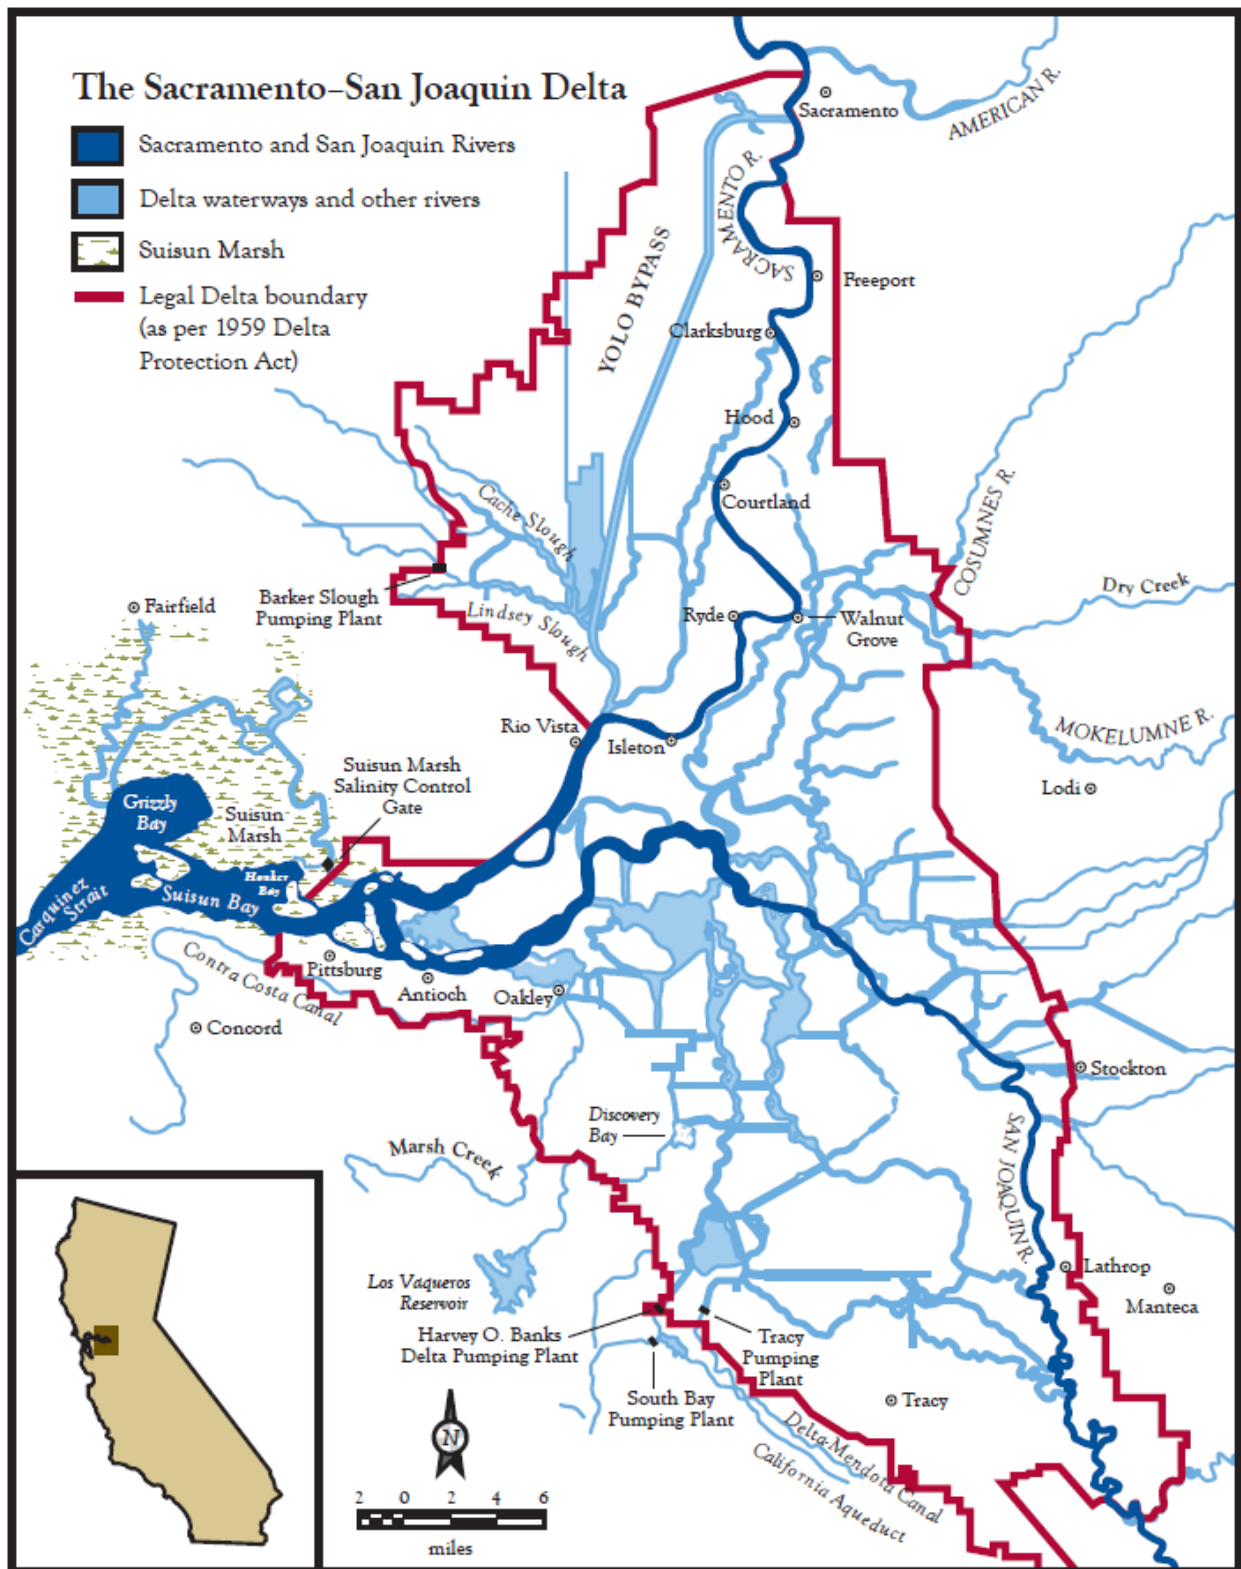 The Sacramento–San Joaquin Delta
Sacramento and San Joaquin Rivers
Delta waterways and other rivers
Suisun Marsh
Legal Delta boundary
(as per 1959 Delta
Protection Act)
Sacramento
AMERICAN R.
SACRAMENTO R.
YOLO BYPASS
Freeport
Clarksburg
Hood
Courtland
Cache Slough
COSUMNES R.
Dry Creek
Barker Slough
Pumping Plant
Lindsey Slough
Fairfield
Ryde
Walnut
Grove
Rio Vista
Isleton
MOKELUMNE R.
Lodi
Suisun Marsh
Salinity Control
Gate
Grizzly
Bay
Suisun
Marsh
Honker
Bay
Suisun Bay
Carquinez
Strait
Contra Costa Canal
Pittsburg
Antioch
Oakley
Concord
Stockton
Discovery
Bay
Marsh Creek
SAN JOAQUIN R.
Los Vaqueros
Reservoir
Lathrop
Manteca
Harvey O. Banks
Delta Pumping Plant
Tracy
Pumping
Plant
South Bay
Pumping Plant
Tracy
Delta-Mendota Canal
California Aqueduct
N
2 0 2 4 6
miles